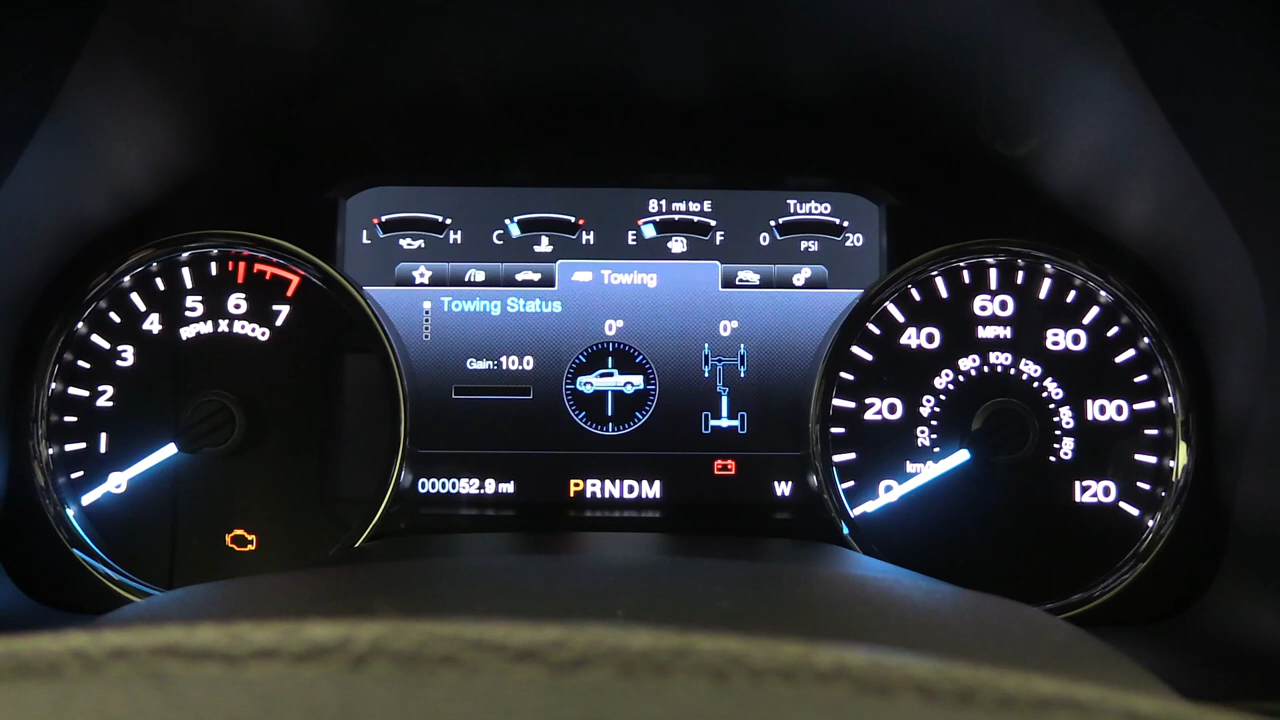 81 mi to E
Turbo
L H
C H
E F
0 PSI 20
Towing
Towing Status
0°
0°
Gain: 10.0
000052.9 mi
PRNDM
W
1
2
3
4
5
6
7
RPM X 1000
0
0
20
40
60
80
100
120
MPH
km/h
20
40
60
80
100
120
140
160
180